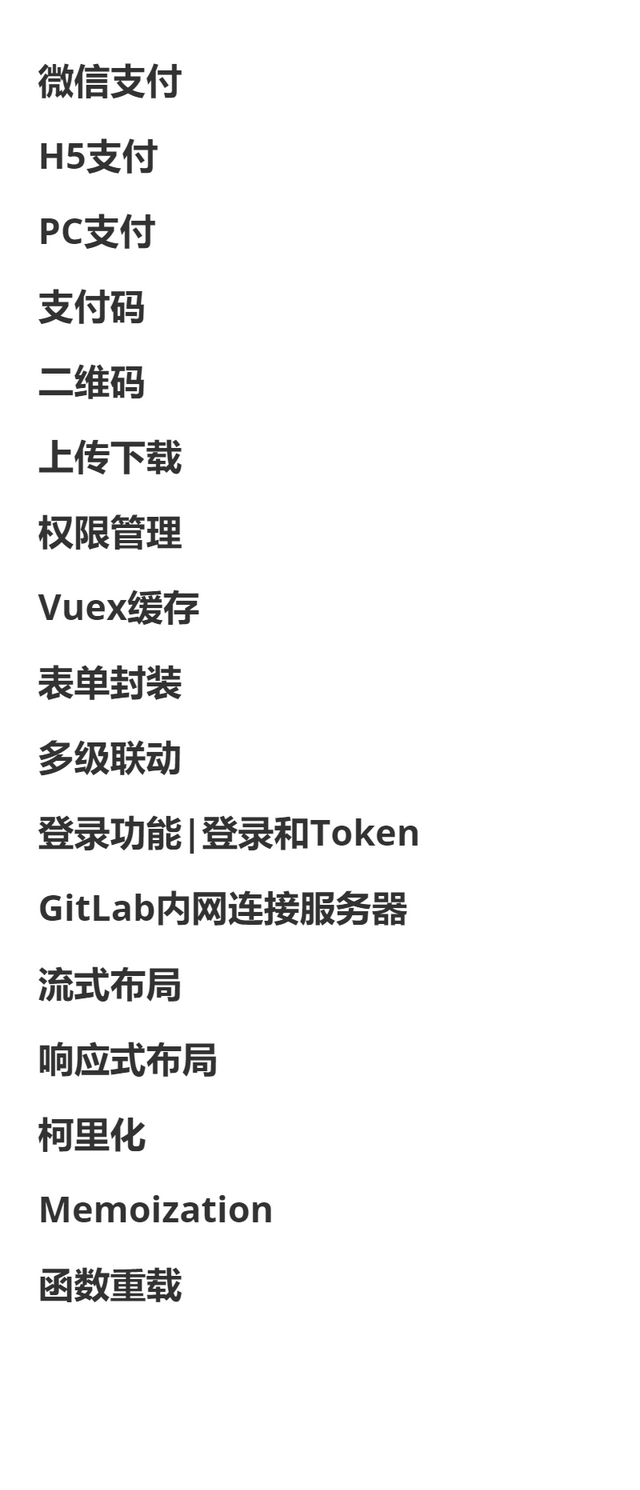 微信支付
H5支付
PC支付
支付码
二维码
上传下载
权限管理
Vuex缓存
表单封装
多级联动
登录功能|登录和Token
GitLab内网连接服务器
流式布局
响应式布局
柯里化
Memoization
函数重载